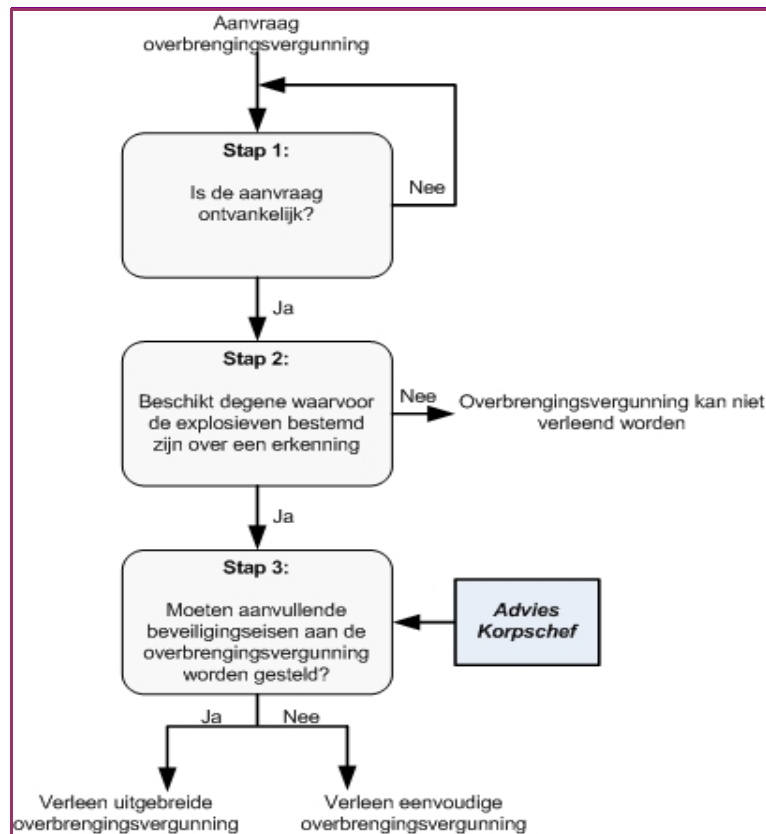 Aanvraag
overbrengingsvergunning
Stap 1:
Is de aanvraag
ontvankelijk?
Nee
Ja
Stap 2:
Beschikt degene waarvoor
de explosieven bestemd
zijn over een erkenning
Nee
Overbrengingsvergunning kan niet
verleend worden
Ja
Stap 3:
Moeten aanvullende
beveiligingseisen aan de
overbrengingsvergunning
worden gesteld?
Advies
Korpschef
Ja
Nee
Verleen uitgebreide
overbrengingsvergunning
Verleen eenvoudige
overbrengingsvergunning